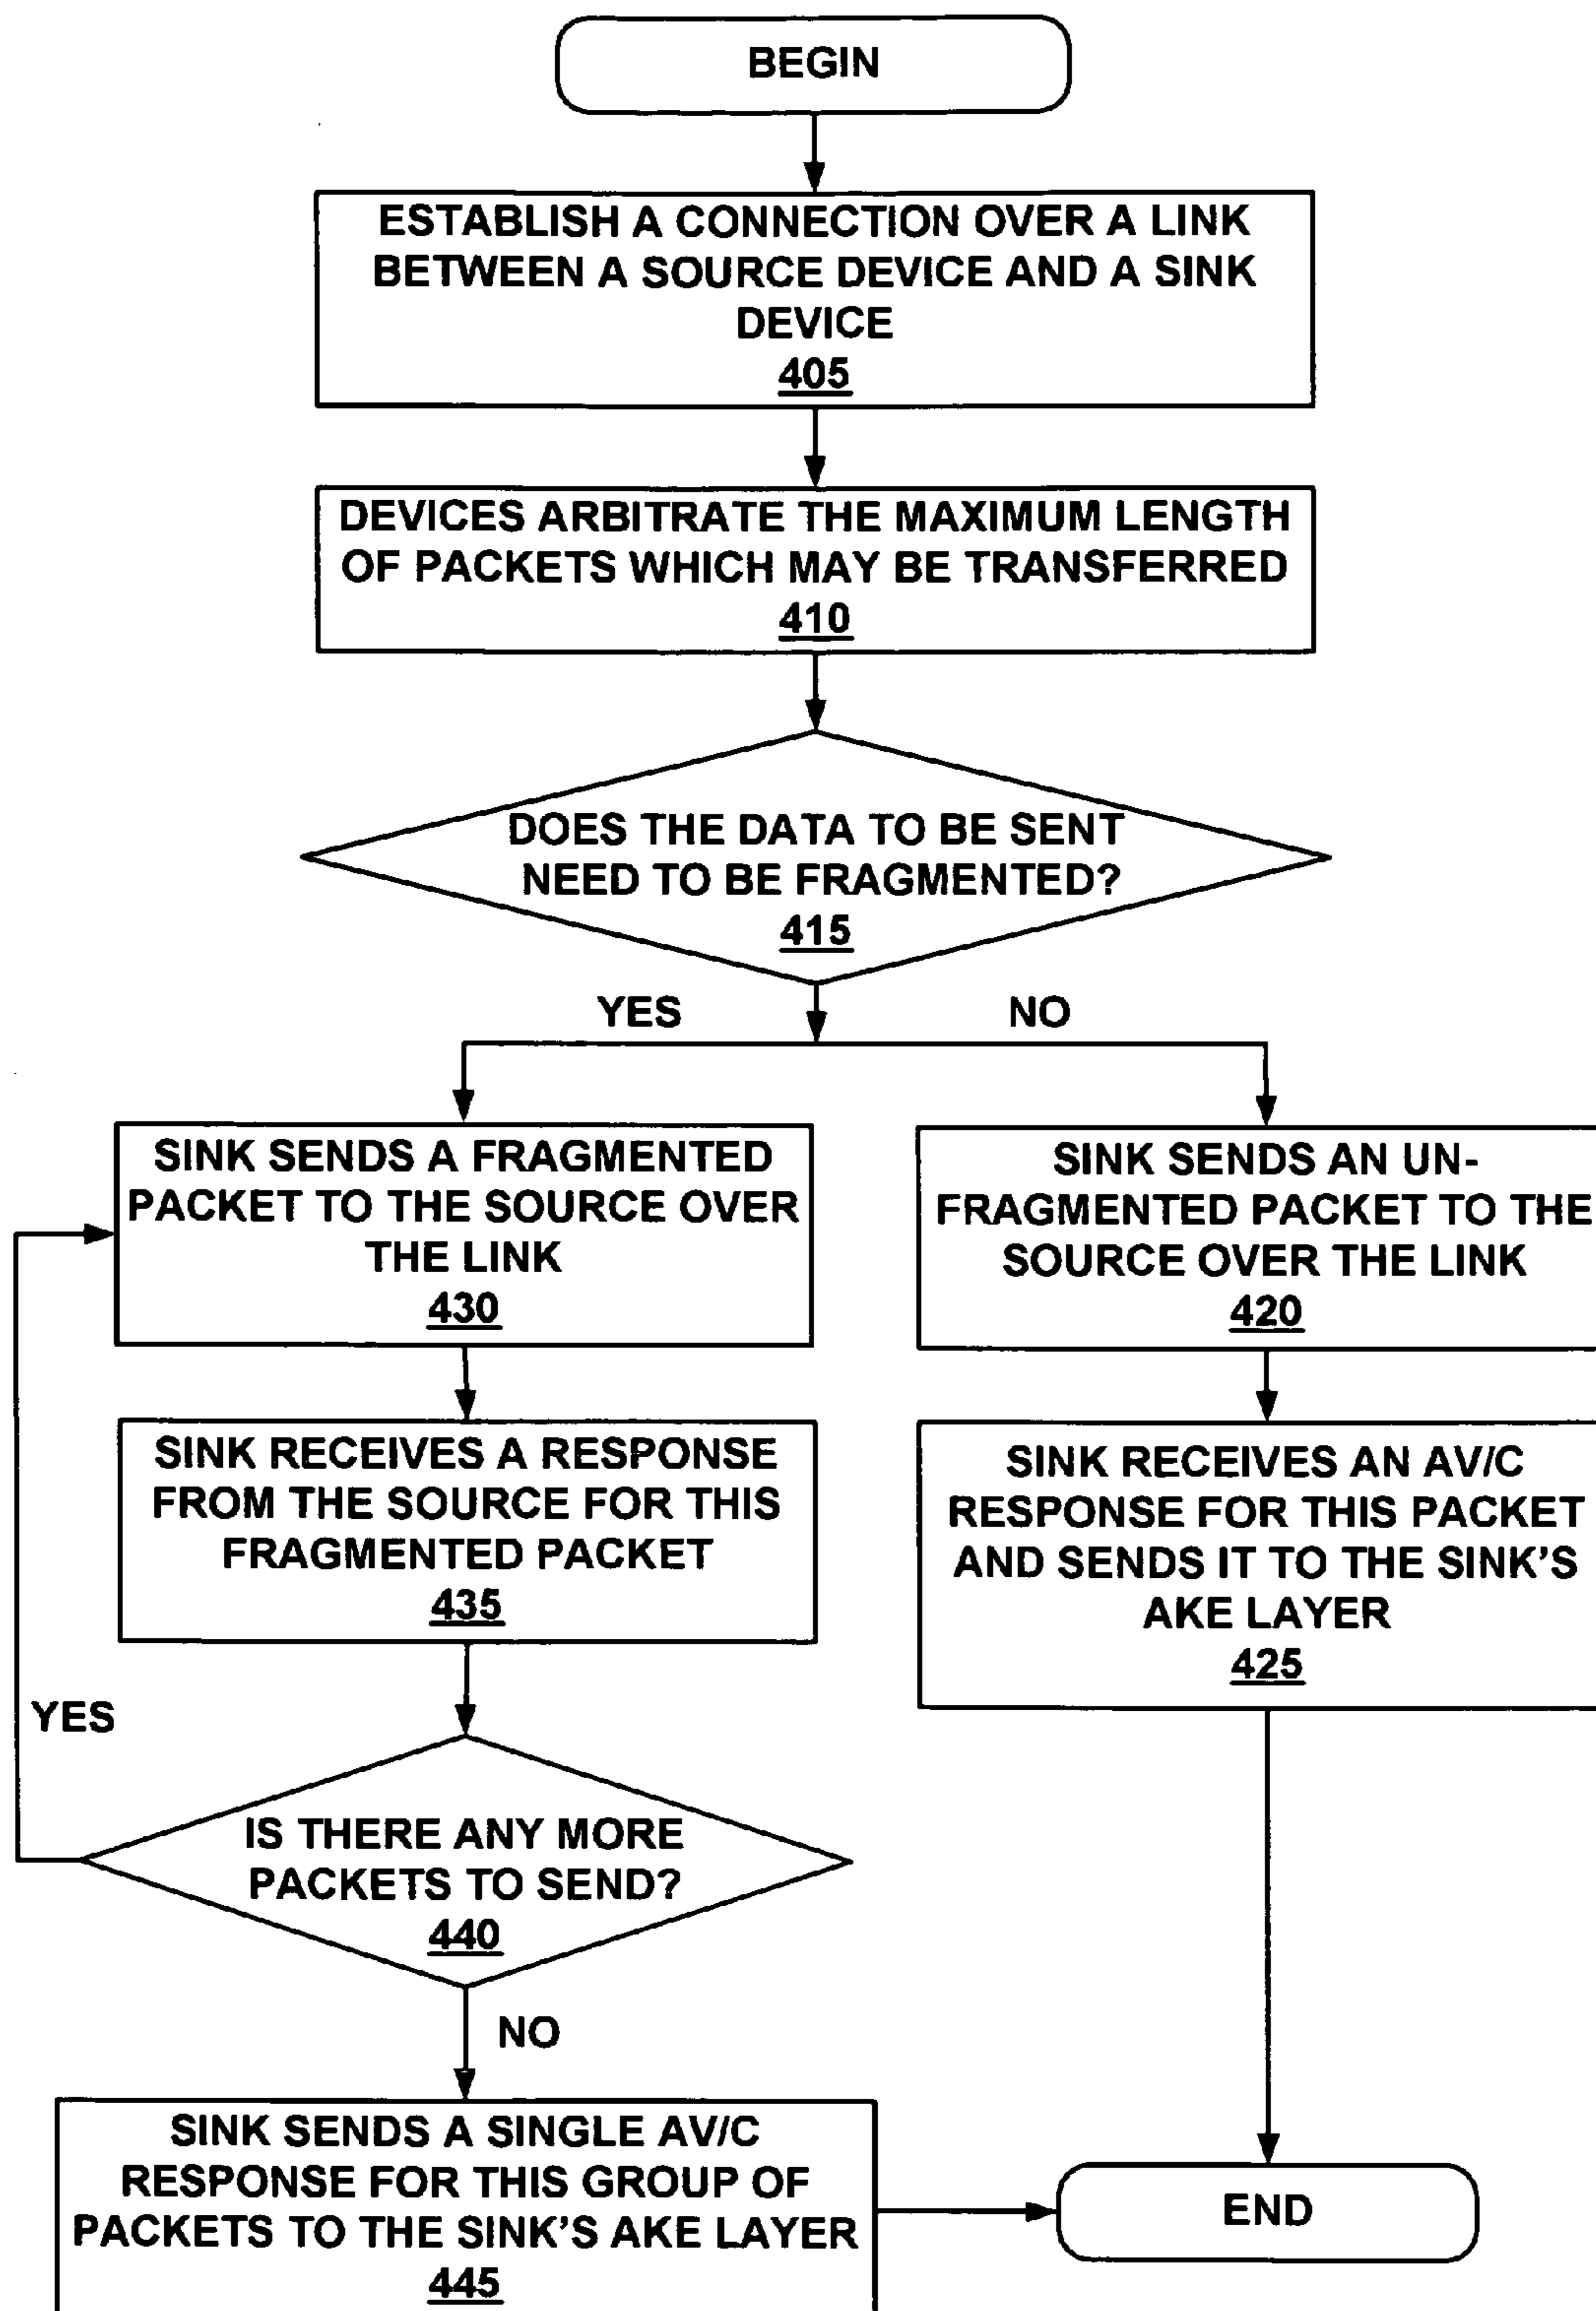 BEGIN
ESTABLISH A CONNECTION OVER A LINK
BETWEEN A SOURCE DEVICE AND A SINK
DEVICE
405
DEVICES ARBITRATE THE MAXIMUM LENGTH
OF PACKETS WHICH MAY BE TRANSFERRED
410
DOES THE DATA TO BE SENT
NEED TO BE FRAGMENTED?
415
YES
NO
SINK SENDS A FRAGMENTED
PACKET TO THE SOURCE OVER
THE LINK
430
SINK SENDS AN UN-
FRAGMENTED PACKET TO THE
SOURCE OVER THE LINK
420
SINK RECEIVES A RESPONSE
FROM THE SOURCE FOR THIS
FRAGMENTED PACKET
435
SINK RECEIVES AN AV/C
RESPONSE FOR THIS PACKET
AND SENDS IT TO THE SINK'S
AKE LAYER
425
YES
IS THERE ANY MORE
PACKETS TO SEND?
440
NO
SINK SENDS A SINGLE AV/C
RESPONSE FOR THIS GROUP OF
PACKETS TO THE SINK'S AKE LAYER
445
END